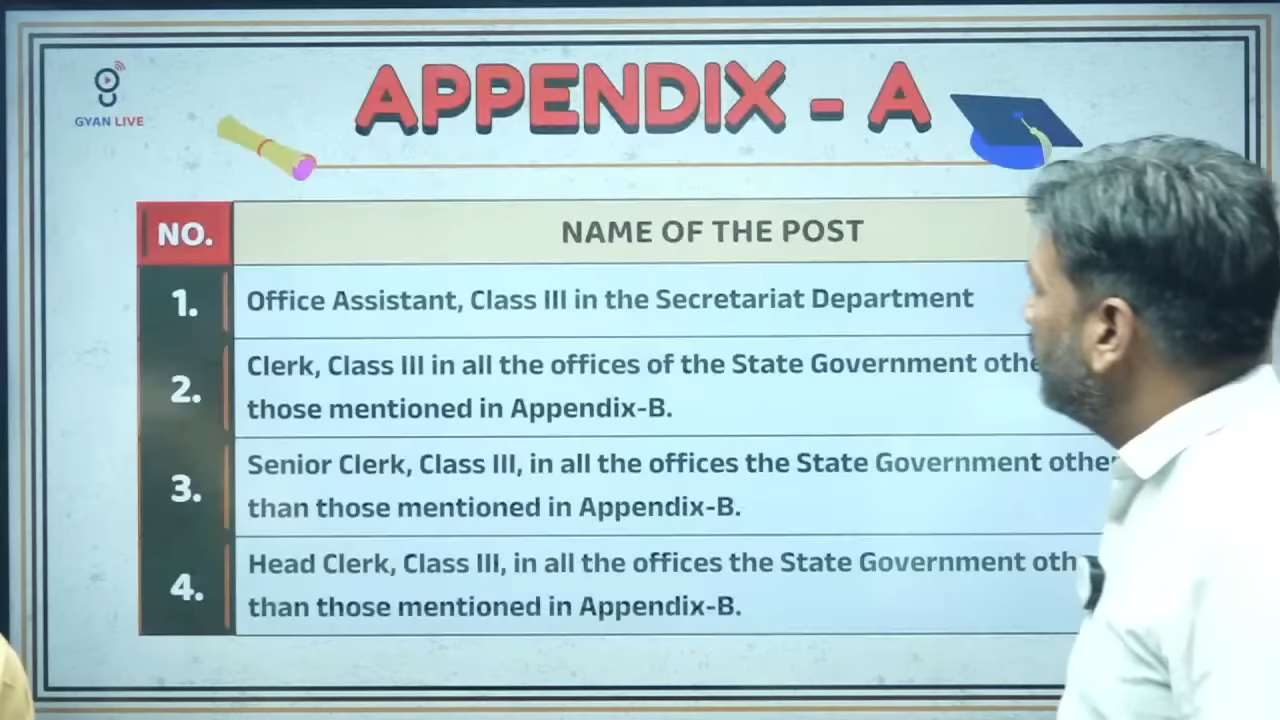 GYAN LIVE
APPENDIX - A
NO.
NAME OF THE POST
1.
Office Assistant, Class III in the Secretariat Department
2.
Clerk, Class III in all the offices of the State Government
those mentioned in Appendix-B.
3.
Senior Clerk, Class III, in all the offices the State Government other
than those mentioned in Appendix-B.
4.
Head Clerk, Class III, in all the offices the State Government
than those mentioned in Appendix-B.